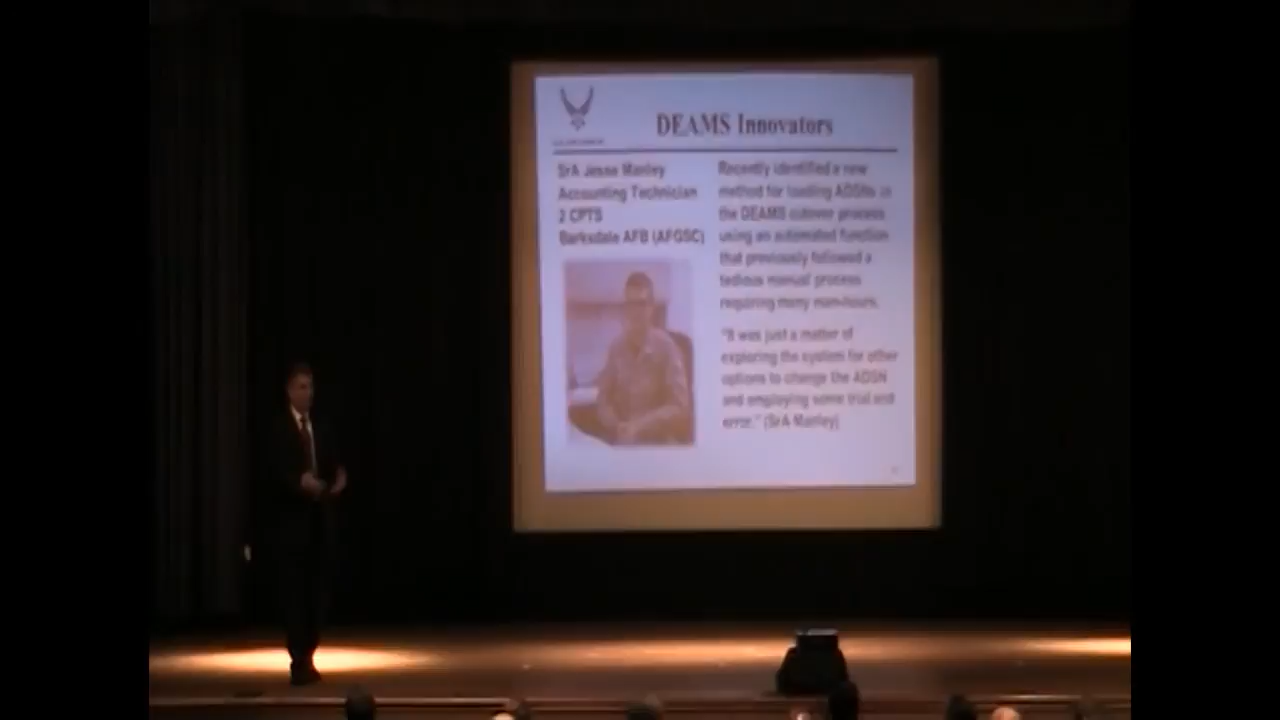 DEAMS Innovators
SrA Jesse Manley
Accounting Technician
2 CPTS
Barksdale AFB (AFGSC)
Recently identified a new
method for loading ADSNs in
the DEAMS cutover process
using an automated function
that previously followed a
tedious manual process
requiring many man-hours.
"It was just a matter of
exploring the system for other
options to change the ADSN
and employing some trial and
error." (SrA Manley)